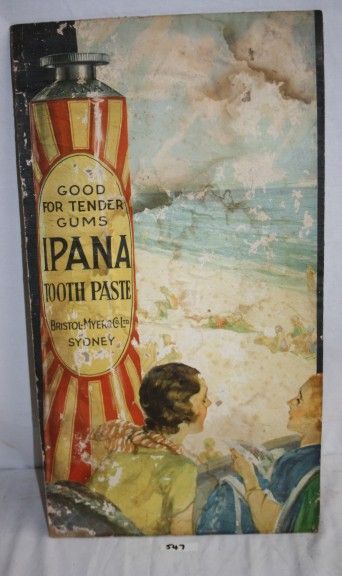 GOOD
FOR TENDER
GUMS
IPANA
TOOTH PASTE
BRISTOL-MYERS Co. LTD
SYDNEY
547